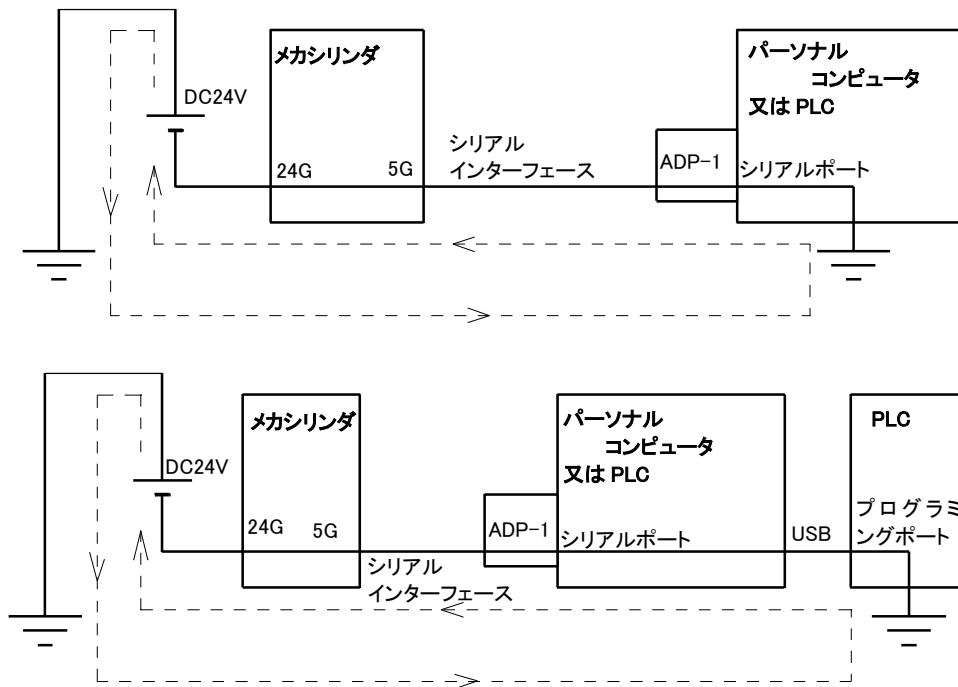 メカシリンダ
パーソナル
コンピュータ
又は PLC
DC24V
シリアル
インターフェース
24G
5G
ADP-1
シリアルポート
メカシリンダ
パーソナル
コンピュータ
又は PLC
PLC
DC24V
24G
5G
ADP-1
シリアルポート
USB
プログラミ
ングポート
シリアル
インターフェース